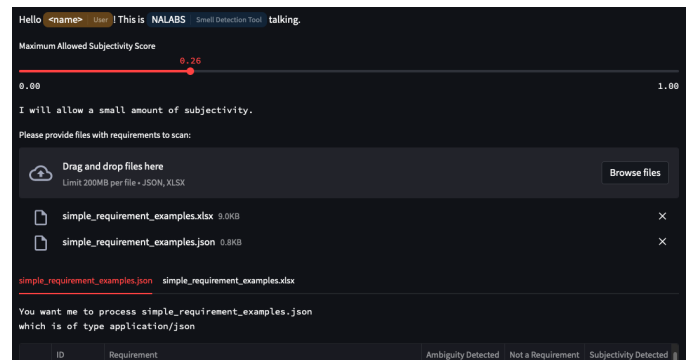 Hello <name> User ! This is NALABS Smell Detection Tool talking.
Maximum Allowed Subjectivity Score
0.26
0.00 1.00
I will allow a small amount of subjectivity.
Please provide files with requirements to scan:
Drag and drop files here
Limit 200MB per file • JSON, XLSX
Browse files
simple_requirement_examples.xlsx 9.0KB
simple_requirement_examples.json 0.8KB
simple_requirement_examples.json simple_requirement_examples.xlsx
You want me to process simple_requirement_examples.json
which is of type application/json
ID Requirement Ambiguity Detected Not a Requirement Subjectivity Detected